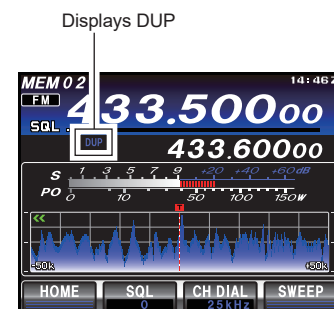 Displays DUP
MEM 02 14:46
FM 433.50000
SQL
DUP 433.60000
S 1 3 5 7 9 +20 +40 +60dB
PO 0 10 50 100 150W
T
-50k +50k
HOME SQL CH DIAL SWEEP
0 25kHz